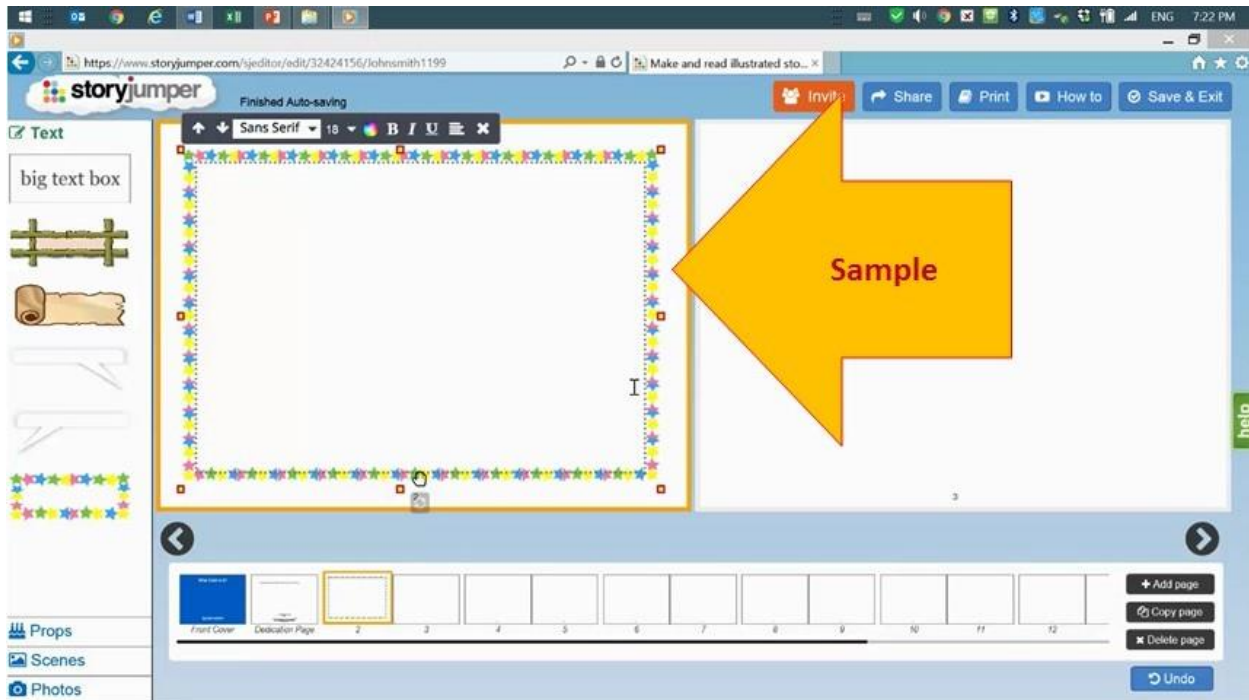 ENG 7:22 PM
https://www.storyjumper.com/sjeditor/edit/32424156/Johnsmith1199
Make and read illustrated sto...
storyjumper
Finished Auto-saving
Invite
Share
Print
How to
Save & Exit
Text
Sans Serif 18 B I U
big text box
Sample
help
3
Front Cover
Dedication Page
2
3
4
5
6
7
8
9
10
11
12
+ Add page
Copy page
Delete page
Props
Scenes
Photos
Undo